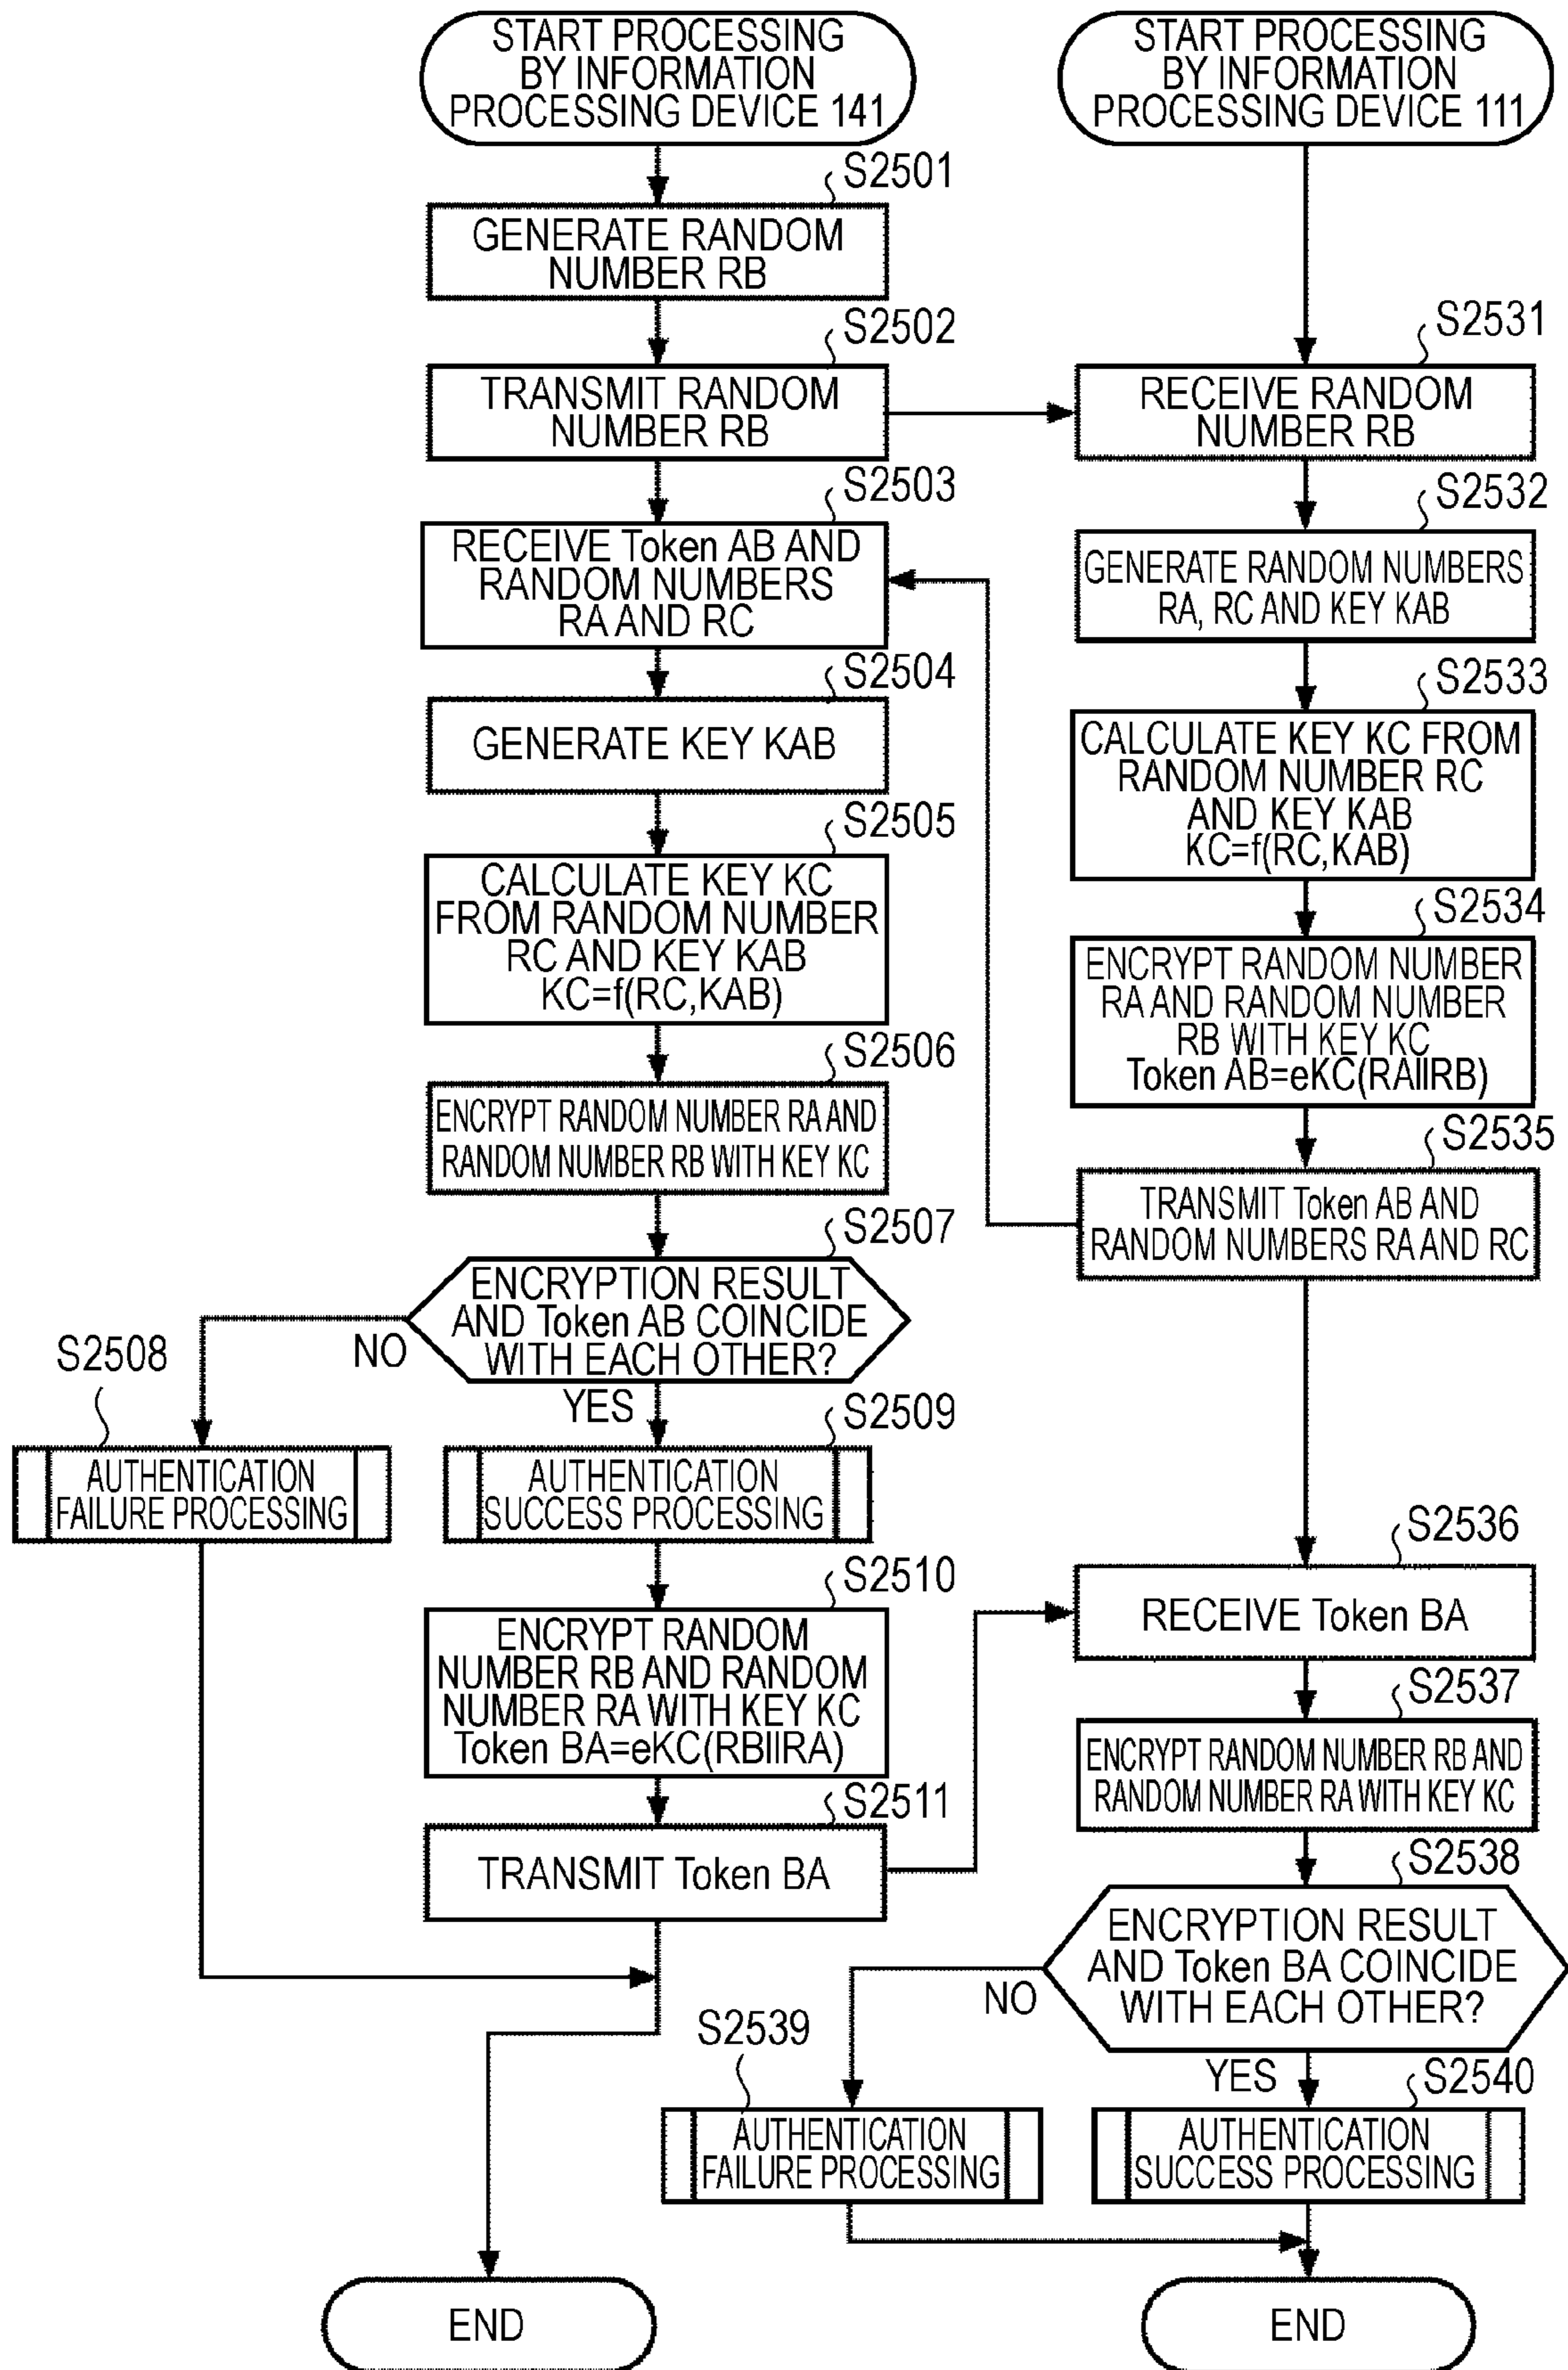 START PROCESSING
BY INFORMATION
PROCESSING DEVICE 141
S2501
GENERATE RANDOM
NUMBER RB
S2502
TRANSMIT RANDOM
NUMBER RB
S2503
RECEIVE Token AB AND
RANDOM NUMBERS
RA AND RC
S2504
GENERATE KEY KAB
S2505
CALCULATE KEY KC
FROM RANDOM NUMBER
RC AND KEY KAB
KC=f(RC,KAB)
S2506
ENCRYPT RANDOM NUMBER RA AND
RANDOM NUMBER RB WITH KEY KC
S2507
ENCRYPTION RESULT
AND Token AB COINCIDE
WITH EACH OTHER?
NO
YES
S2508
AUTHENTICATION
FAILURE PROCESSING
S2509
AUTHENTICATION
SUCCESS PROCESSING
S2510
ENCRYPT RANDOM
NUMBER RB AND RANDOM
NUMBER RA WITH KEY KC
Token BA=eKC(RBIIRA)
S2511
TRANSMIT Token BA
END
START PROCESSING
BY INFORMATION
PROCESSING DEVICE 111
S2531
RECEIVE RANDOM
NUMBER RB
S2532
GENERATE RANDOM NUMBERS
RA, RC AND KEY KAB
S2533
CALCULATE KEY KC FROM
RANDOM NUMBER RC
AND KEY KAB
KC=f(RC,KAB)
S2534
ENCRYPT RANDOM NUMBER
RA AND RANDOM NUMBER
RB WITH KEY KC
Token AB=eKC(RAIIRB)
S2535
TRANSMIT Token AB AND
RANDOM NUMBERS RA AND RC
S2536
RECEIVE Token BA
S2537
ENCRYPT RANDOM NUMBER RB AND
RANDOM NUMBER RA WITH KEY KC
S2538
ENCRYPTION RESULT
AND Token BA COINCIDE
WITH EACH OTHER?
NO
YES
S2539
AUTHENTICATION
FAILURE PROCESSING
S2540
AUTHENTICATION
SUCCESS PROCESSING
END